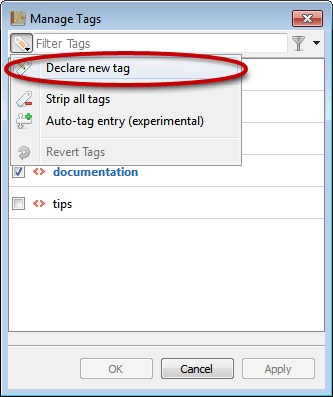 Manage Tags
Filter Tags
Declare new tag
Strip all tags
Auto-tag entry (experimental)
Revert Tags
documentation
tips
OK Cancel Apply